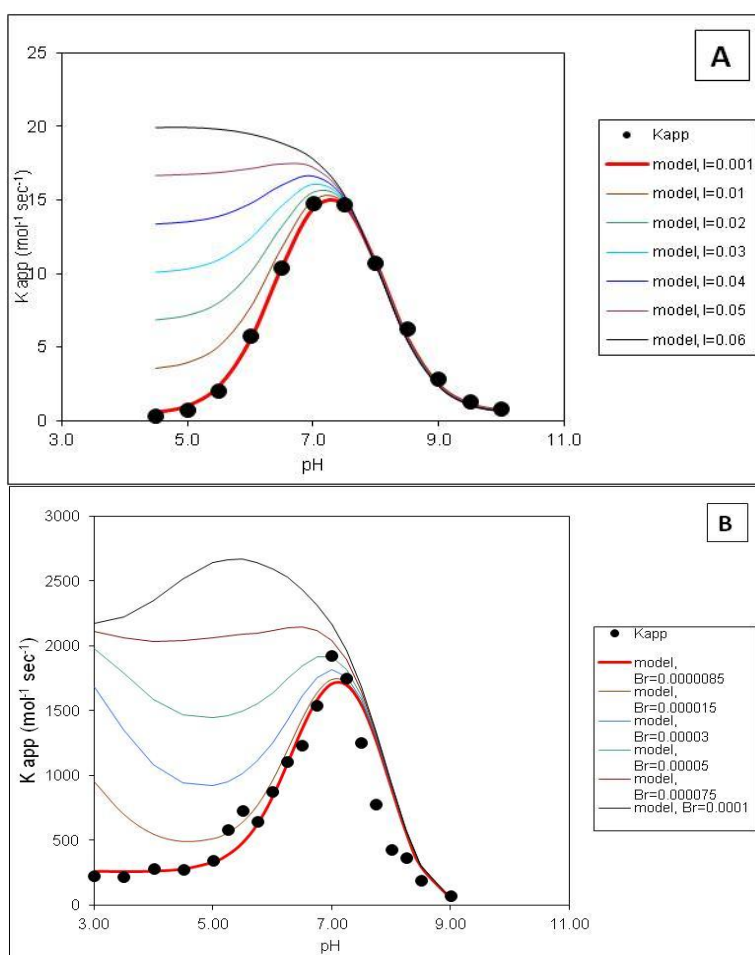 A
25
20
15
10
5
0
3.0 5.0 7.0 9.0 11.0
pH
K app (mol⁻¹ sec⁻¹)
Kapp
model, I=0.001
model, I=0.01
model, I=0.02
model, I=0.03
model, I=0.04
model, I=0.05
model, I=0.06
B
3000
2500
2000
1500
1000
500
0
3.00 5.00 7.00 9.00 11.00
pH
K app (mol⁻¹ sec⁻¹)
Kapp
model,
Br=0.0000085
model,
Br=0.000015
model,
Br=0.00003
model,
Br=0.00005
model,
Br=0.000075
model, Br=0.0001